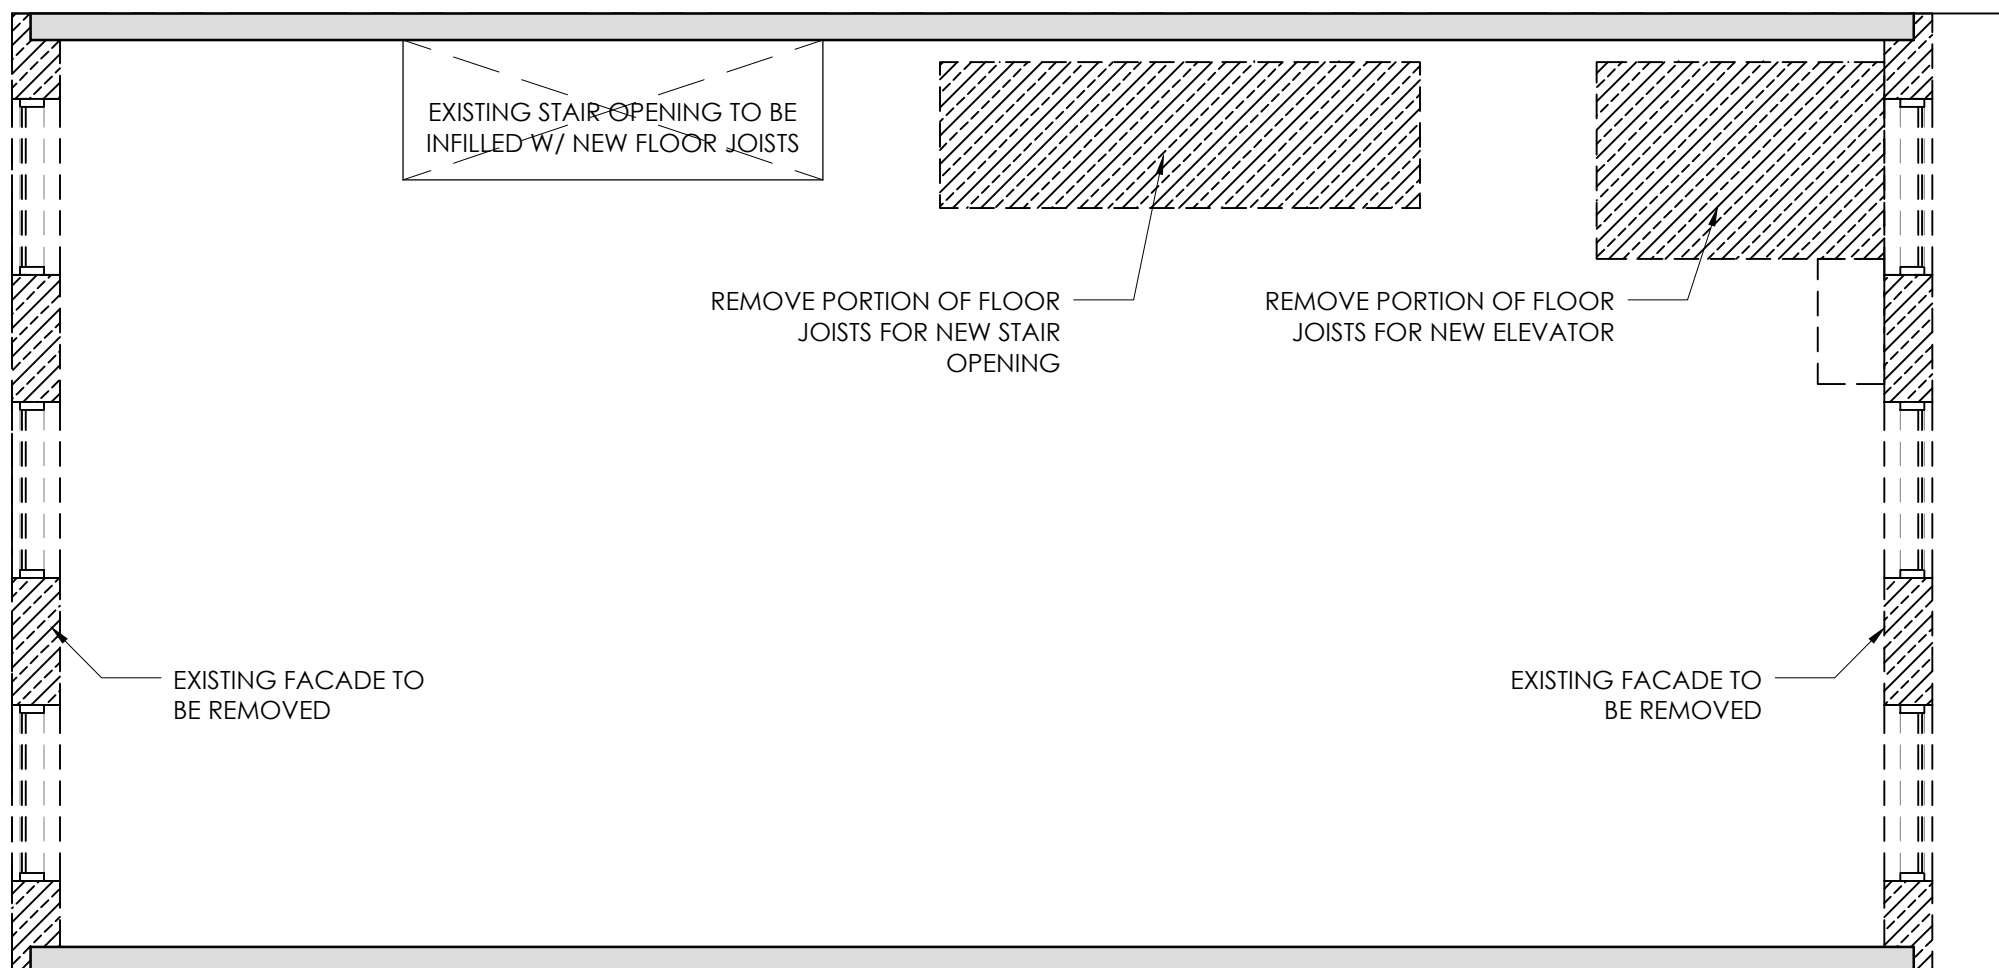 EXISTING STAIR OPENING TO BE
INFILLED W/ NEW FLOOR JOISTS
REMOVE PORTION OF FLOOR
JOISTS FOR NEW STAIR
OPENING
REMOVE PORTION OF FLOOR
JOISTS FOR NEW ELEVATOR
EXISTING FACADE TO
BE REMOVED
EXISTING FACADE TO
BE REMOVED